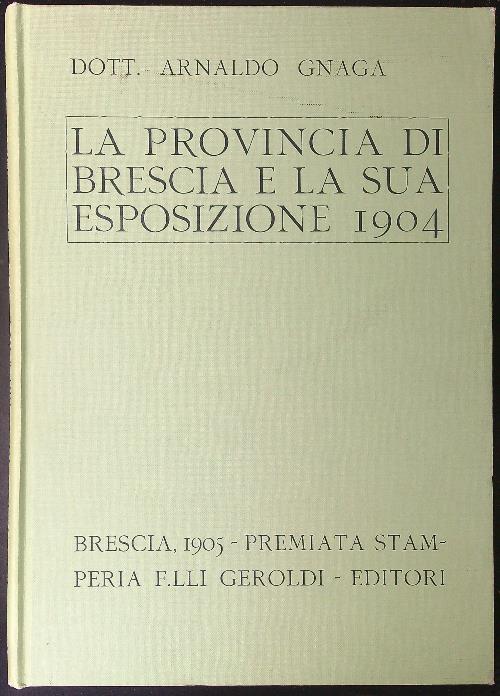 DOTT. ARNALDO GNAGA
LA PROVINCIA DI
BRESCIA E LA SUA
ESPOSIZIONE 1904
BRESCIA, 1905 - PREMIATA STAM-
PERIA F.LLI GEROLDI - EDITORI